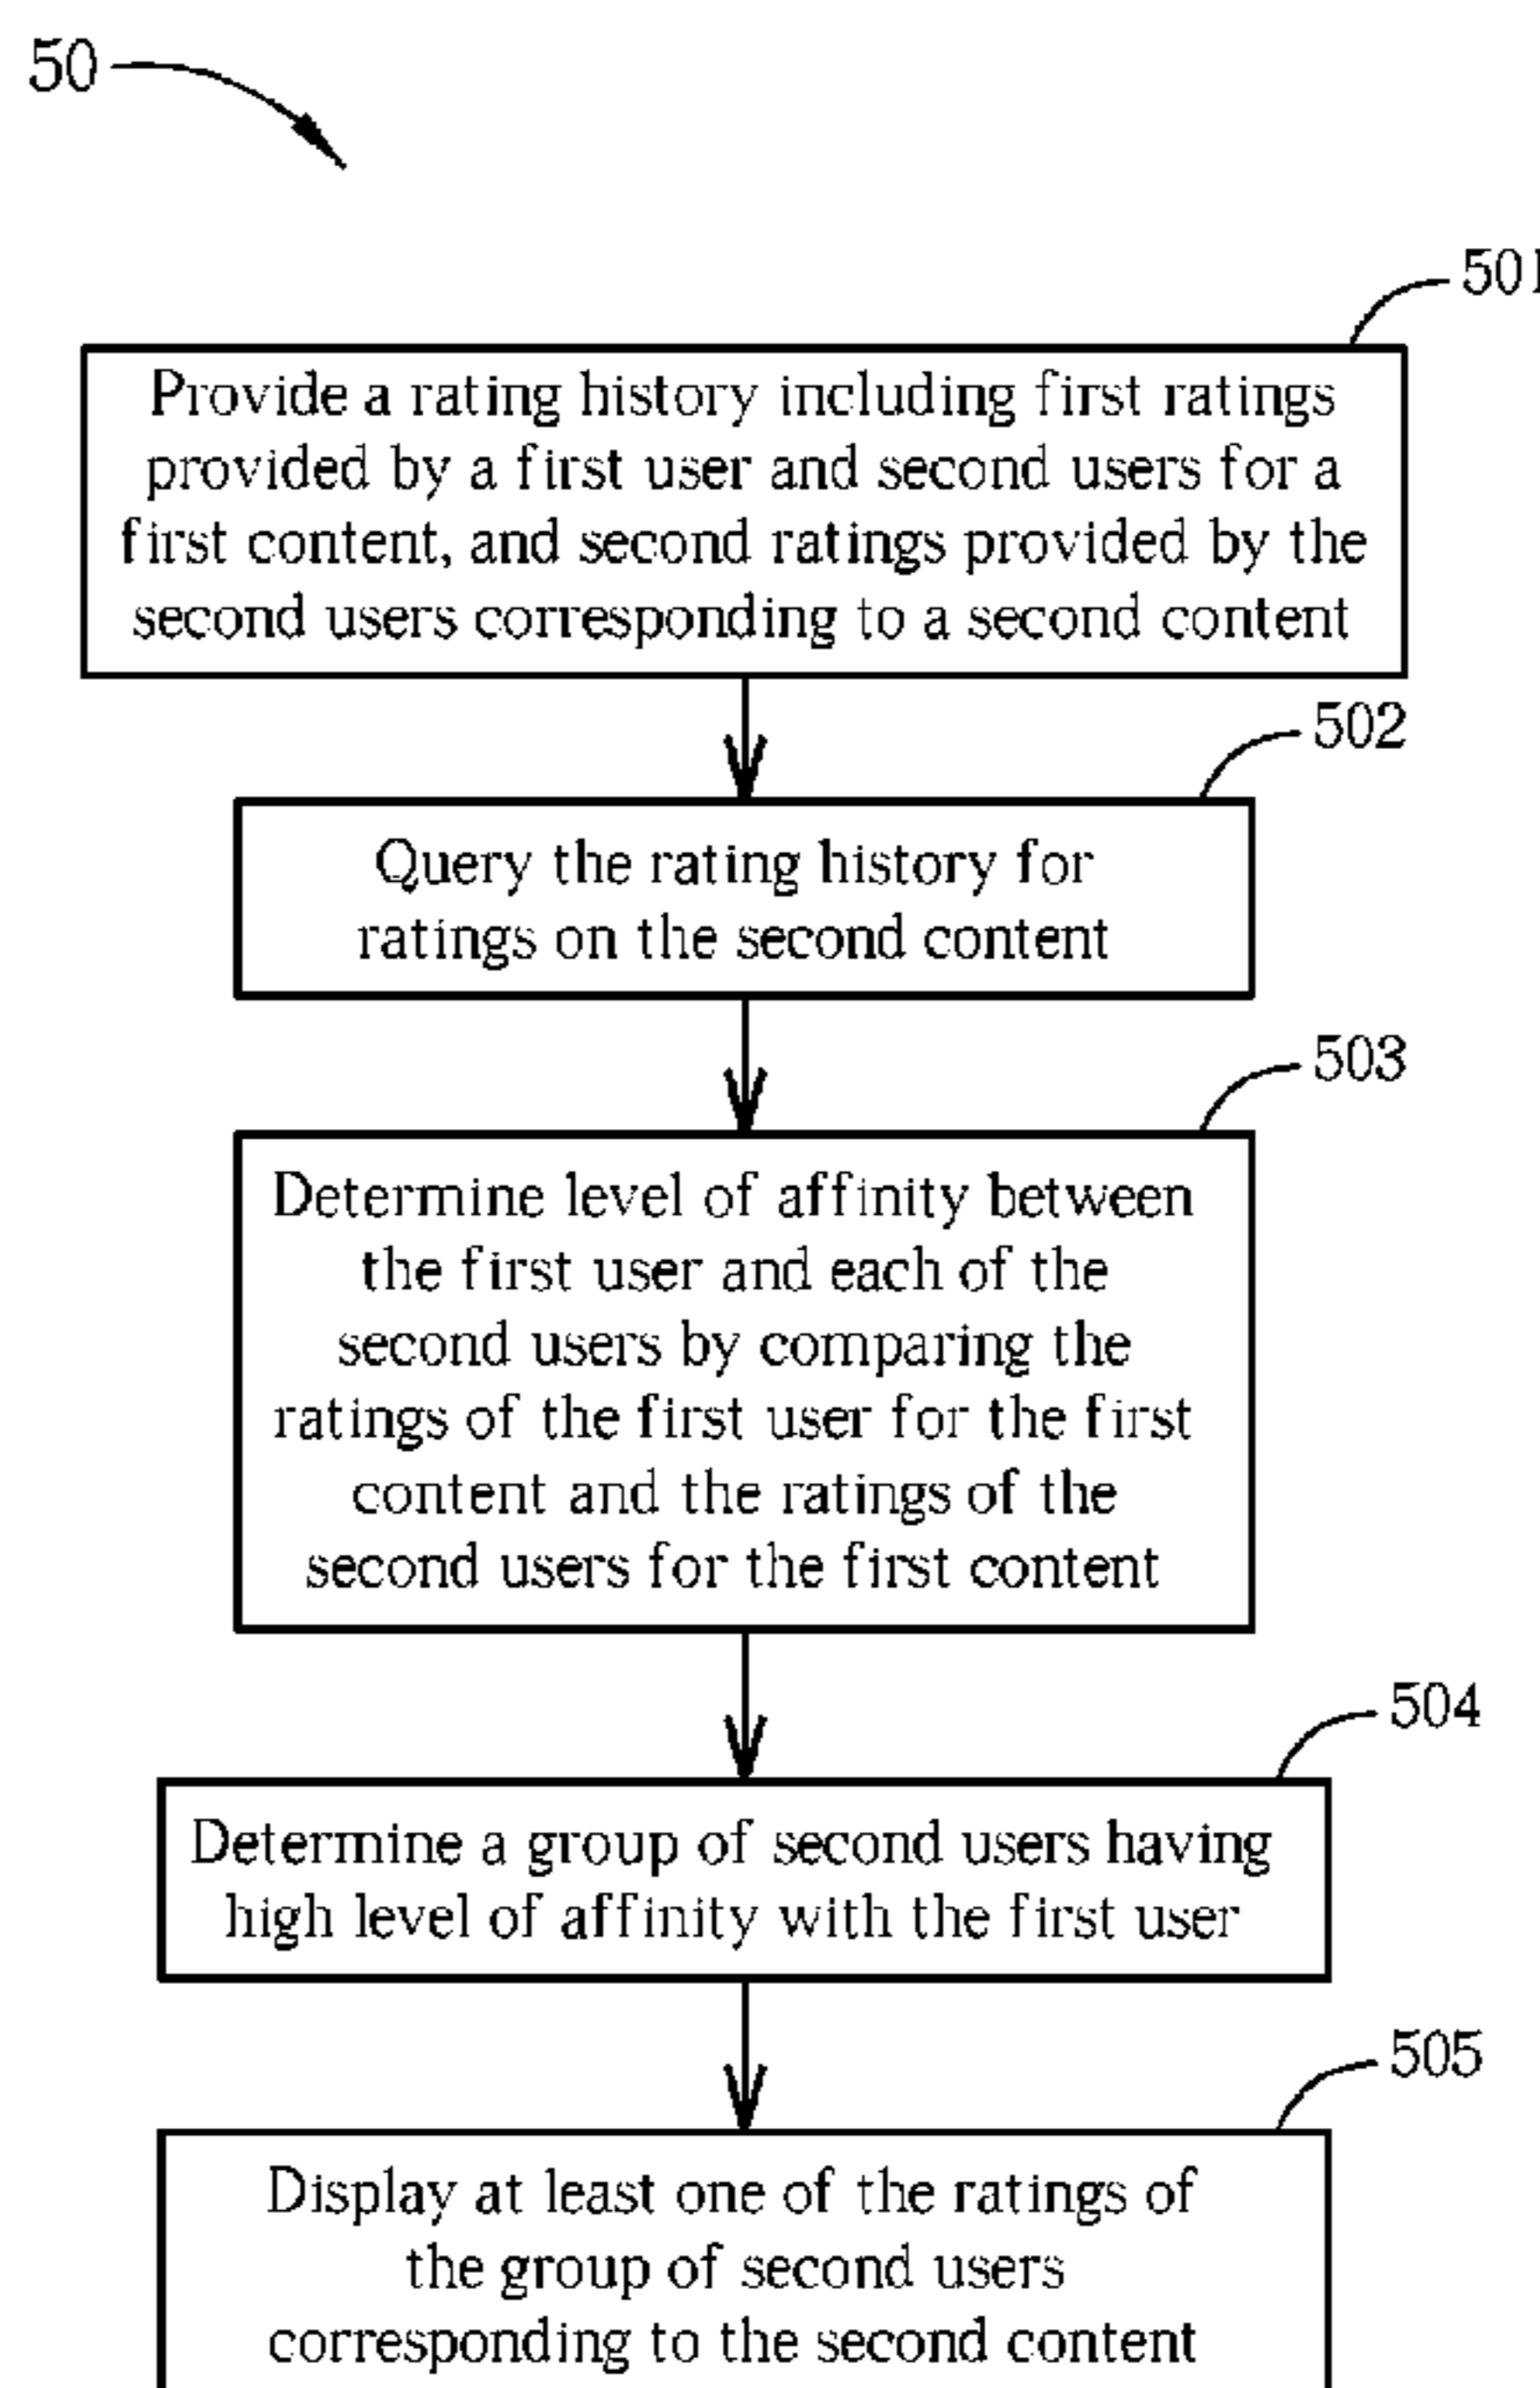 50
501
Provide a rating history including first ratings
provided by a first user and second users for a
first content, and second ratings provided by the
second users corresponding to a second content
502
Query the rating history for
ratings on the second content
503
Determine level of affinity between
the first user and each of the
second users by comparing the
ratings of the first user for the first
content and the ratings of the
second users for the first content
504
Determine a group of second users having
high level of affinity with the first user
505
Display at least one of the ratings of
the group of second users
corresponding to the second content